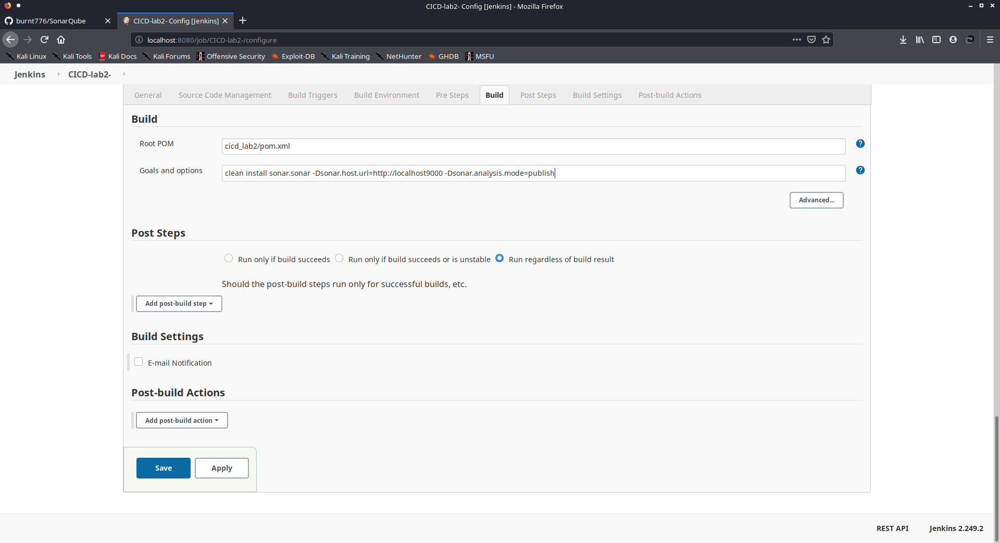 CICD-lab2- Config [Jenkins] - Mozilla Firefox
burnt776/SonarQube
CICD-lab2- Config [Jenkins]
localhost:8080/job/CICD-lab2-/configure
Kali Linux Kali Tools Kali Docs Kali Forums Offensive Security Exploit-DB Kali Training NetHunter GHDB MSFU
Jenkins CICD-lab2-
General Source Code Management Build Triggers Build Environment Pre Steps Build Post Steps Build Settings Post-build Actions
Build
Root POM cicd_lab2/pom.xml ?
Goals and options clean install sonar.sonar -Dsonar.host.url=http://localhost9000 -Dsonar.analysis.mode=publish ?
Advanced...
Post Steps
Run only if build succeeds Run only if build succeeds or is unstable Run regardless of build result
Should the post-build steps run only for successful builds, etc.
Add post-build step
Build Settings
E-mail Notification
Post-build Actions
Add post-build action
Save Apply
REST API Jenkins 2.249.2